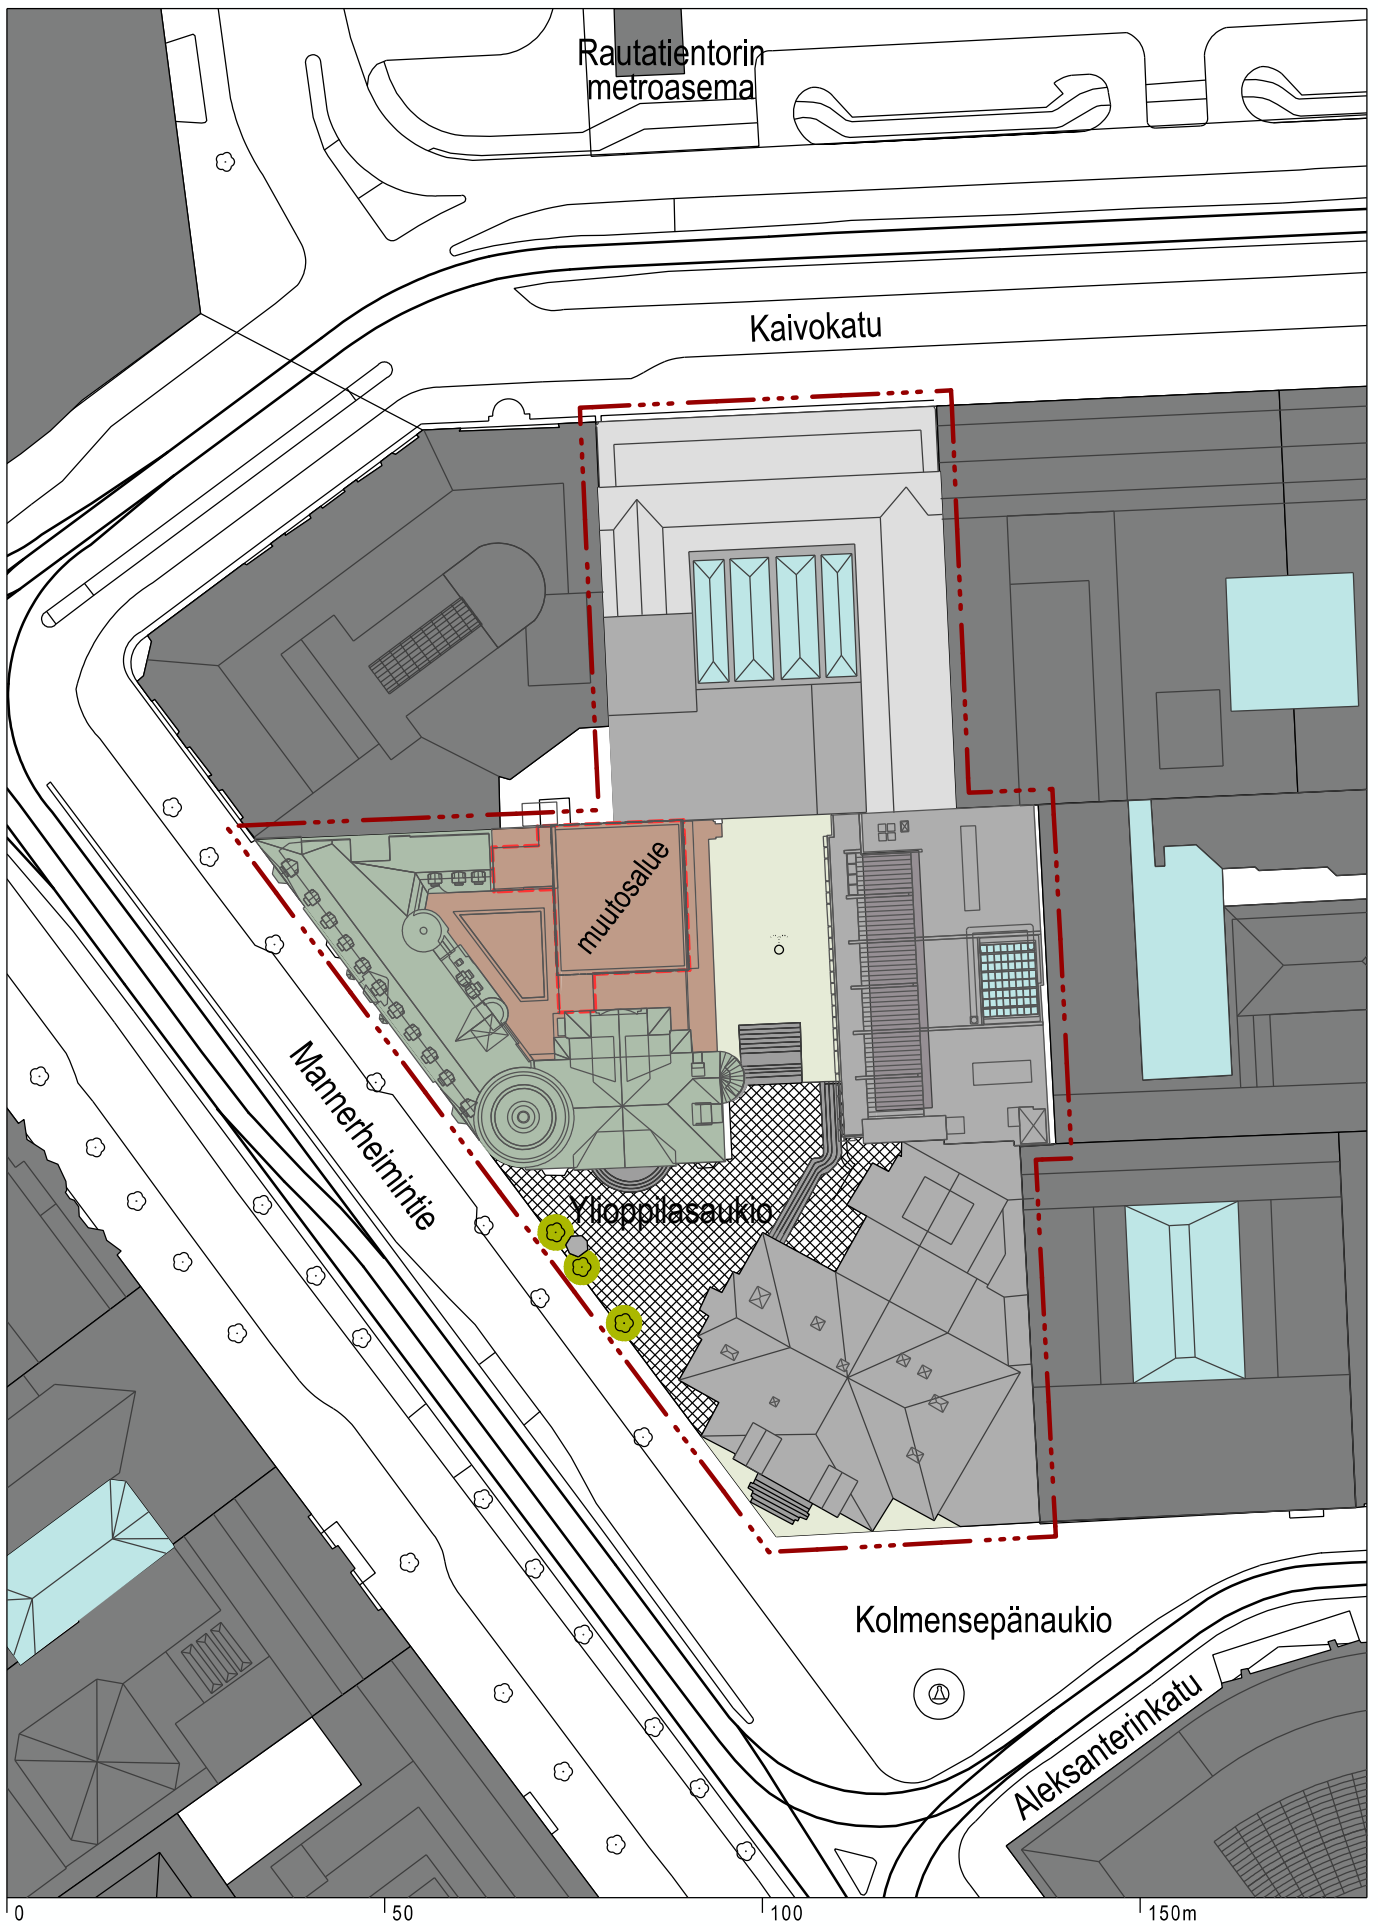 Rautatientorin
metroasema
Kaivokatu
muutosalue
Mannerheimintie
Ylioppilasaukio
Kolmensepänaukio
Aleksanterinkatu
0
50
100
150m